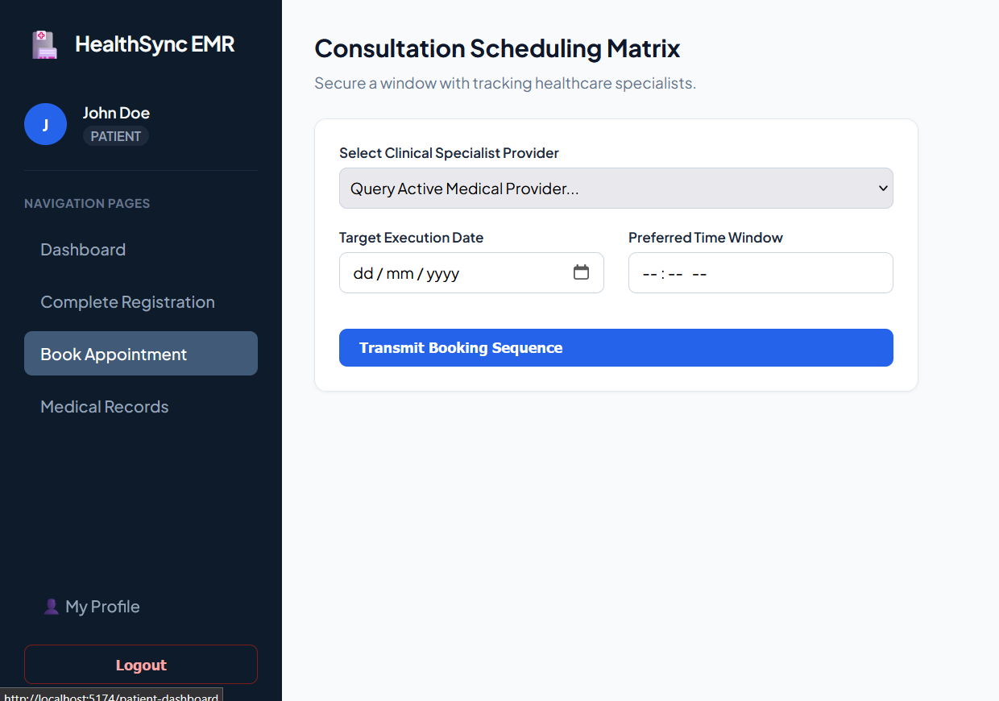 HealthSync EMR
J
John Doe
PATIENT
NAVIGATION PAGES
Dashboard
Complete Registration
Book Appointment
Medical Records
My Profile
Logout
http://localhost:5174/patient-dashboard
Consultation Scheduling Matrix
Secure a window with tracking healthcare specialists.
Select Clinical Specialist Provider
Query Active Medical Provider...
Target Execution Date
dd / mm / yyyy
Preferred Time Window
-- : -- --
Transmit Booking Sequence